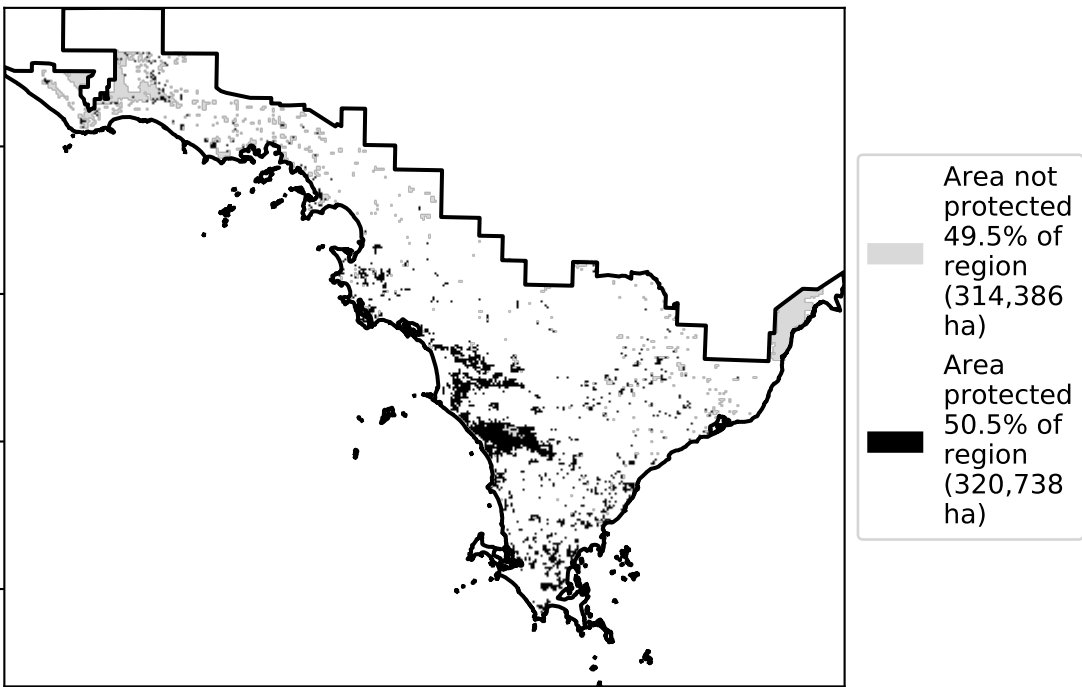 Area not
protected
49.5% of
region
(314,386
ha)
Area
protected
50.5% of
region
(320,738
ha)